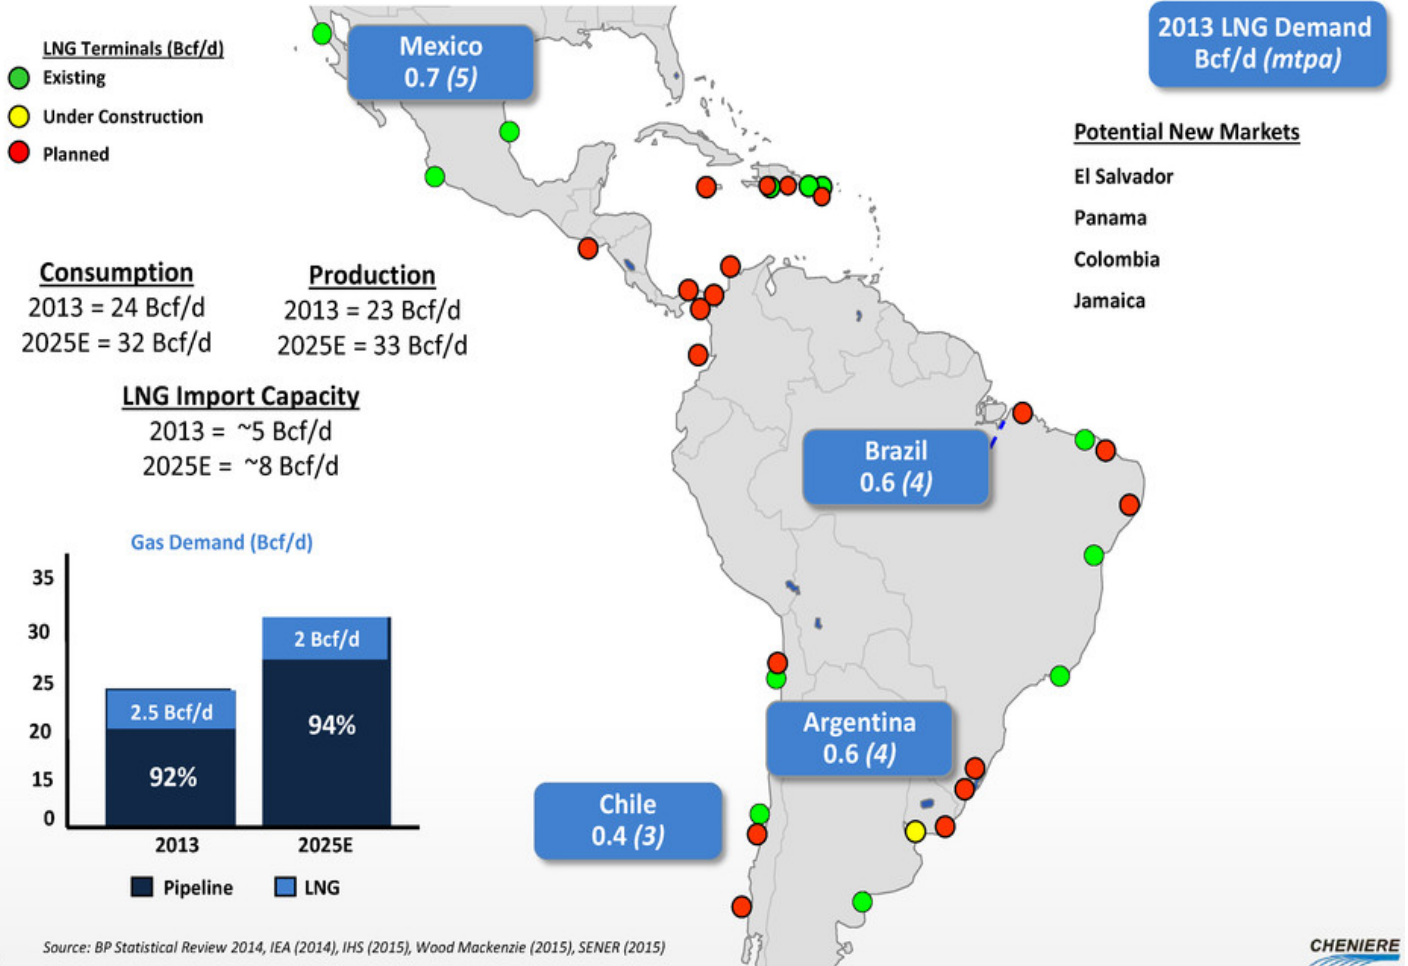 LNG Terminals (Bcf/d)
Existing
Under Construction
Planned
Mexico
0.7 (5)
2013 LNG Demand
Bcf/d (mtpa)
Potential New Markets
El Salvador
Panama
Colombia
Jamaica
Consumption
2013 = 24 Bcf/d
2025E = 32 Bcf/d
Production
2013 = 23 Bcf/d
2025E = 33 Bcf/d
LNG Import Capacity
2013 = ~5 Bcf/d
2025E = ~8 Bcf/d
Brazil
0.6 (4)
Argentina
0.6 (4)
Chile
0.4 (3)
Gas Demand (Bcf/d)
35
30
25
20
15
0
2.5 Bcf/d
92%
2 Bcf/d
94%
2013
2025E
Pipeline
LNG
Source: BP Statistical Review 2014, IEA (2014), IHS (2015), Wood Mackenzie (2015), SENER (2015)
CHENIERE